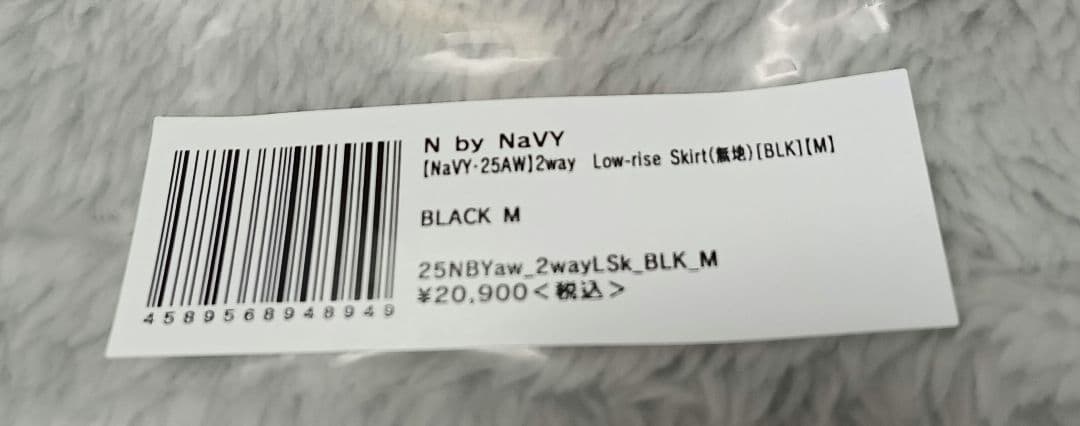 N by NaVY
[NaVY・25AW]2way Low-rise Skirt(無地)[BLK][M]
BLACK M
25NBYaw_2wayLSk_BLK_M
¥20,900<税込>
4589568948949